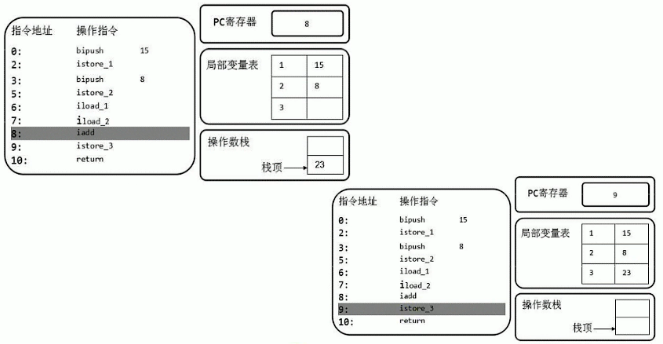 指令地址 操作指令
0: bipush 15
2: istore_1
3: bipush 8
5: istore_2
6: iload_1
7: iload_2
8: iadd
9: istore_3
10: return
PC寄存器 8
局部变量表
1 15
2 8
3
操作数栈
栈顶 23
指令地址 操作指令
0: bipush 15
2: istore_1
3: bipush 8
5: istore_2
6: iload_1
7: iload_2
8: iadd
9: istore_3
10: return
PC寄存器 9
局部变量表
1 15
2 8
3 23
操作数栈
栈顶